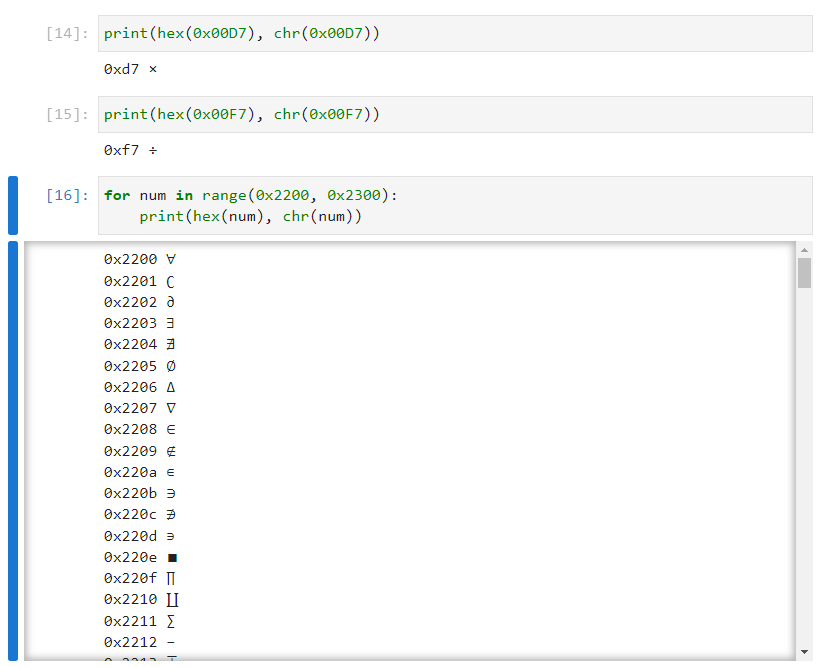 [14]: print(hex(0x00D7), chr(0x00D7))
0xd7 ×
[15]: print(hex(0x00F7), chr(0x00F7))
0xf7 ÷
[16]: for num in range(0x2200, 0x2300):
    print(hex(num), chr(num))
0x2200 ∀
0x2201 ∁
0x2202 ∂
0x2203 ∃
0x2204 ∄
0x2205 ∅
0x2206 ∆
0x2207 ∇
0x2208 ∈
0x2209 ∉
0x220a ∊
0x220b ∋
0x220c ∌
0x220d ∍
0x220e ∎
0x220f ∏
0x2210 ∐
0x2211 ∑
0x2212 −